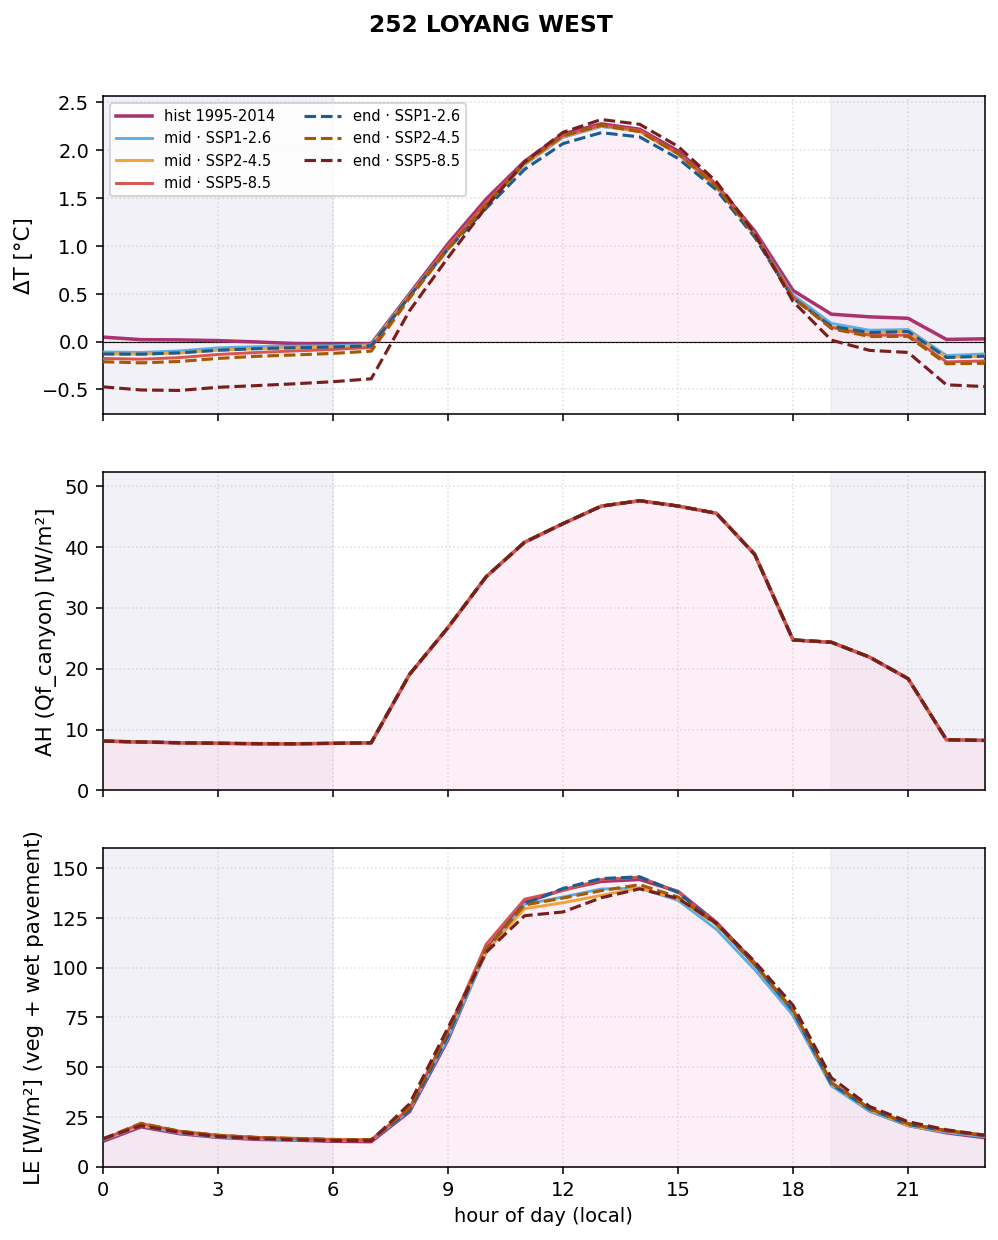 252 LOYANG WEST
hist 1995-2014
mid · SSP1-2.6
mid · SSP2-4.5
mid · SSP5-8.5
end · SSP1-2.6
end · SSP2-4.5
end · SSP5-8.5
ΔT [°C]
2.5
2.0
1.5
1.0
0.5
0.0
−0.5
AH (Qf_canyon) [W/m²]
50
40
30
20
10
0
LE [W/m²] (veg + wet pavement)
150
125
100
75
50
25
0
0 3 6 9 12 15 18 21
hour of day (local)